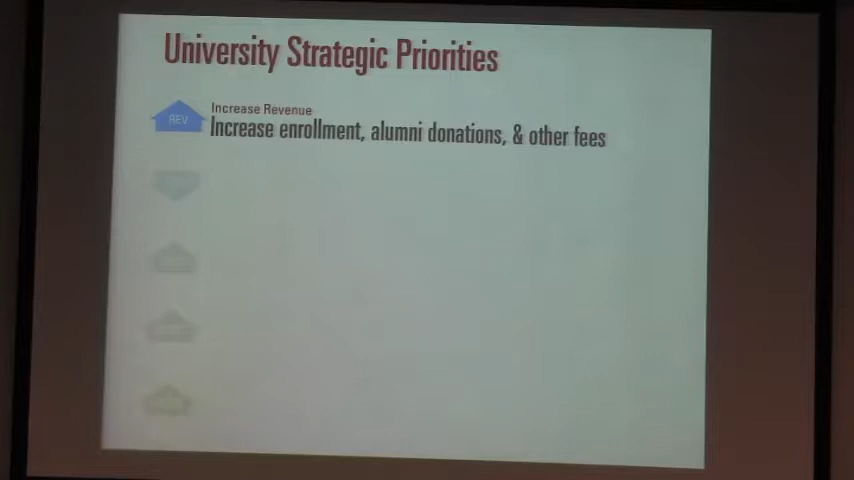 University Strategic Priorities
REV
Increase Revenue
Increase enrollment, alumni donations, & other fees